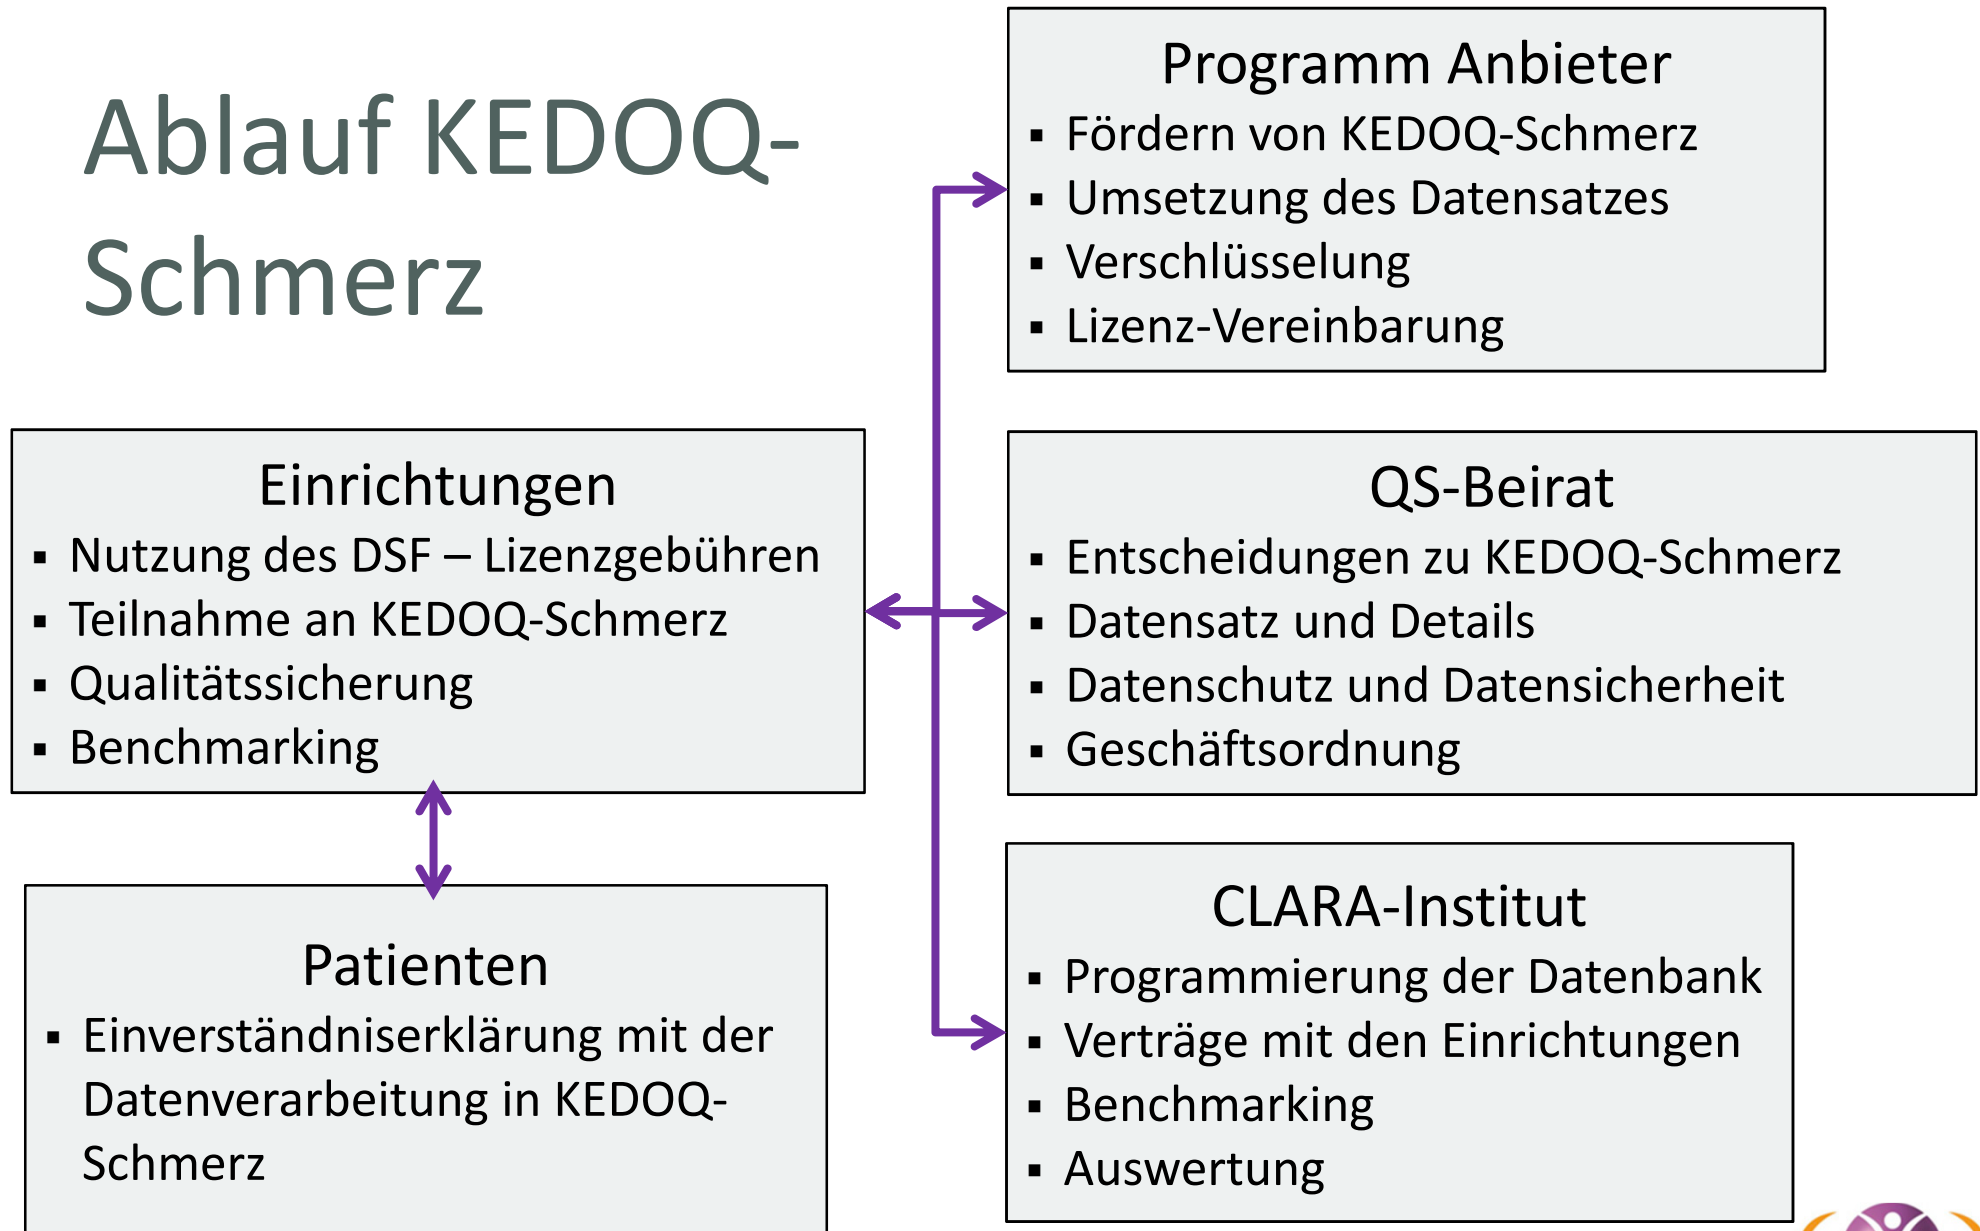 Ablauf KEDOQ-
Schmerz
Programm Anbieter
▪ Fördern von KEDOQ-Schmerz
▪ Umsetzung des Datensatzes
▪ Verschlüsselung
▪ Lizenz-Vereinbarung
Einrichtungen
▪ Nutzung des DSF – Lizenzgebühren
▪ Teilnahme an KEDOQ-Schmerz
▪ Qualitätssicherung
▪ Benchmarking
QS-Beirat
▪ Entscheidungen zu KEDOQ-Schmerz
▪ Datensatz und Details
▪ Datenschutz und Datensicherheit
▪ Geschäftsordnung
Patienten
▪ Einverständniserklärung mit der
Datenverarbeitung in KEDOQ-
Schmerz
CLARA-Institut
▪ Programmierung der Datenbank
▪ Verträge mit den Einrichtungen
▪ Benchmarking
▪ Auswertung